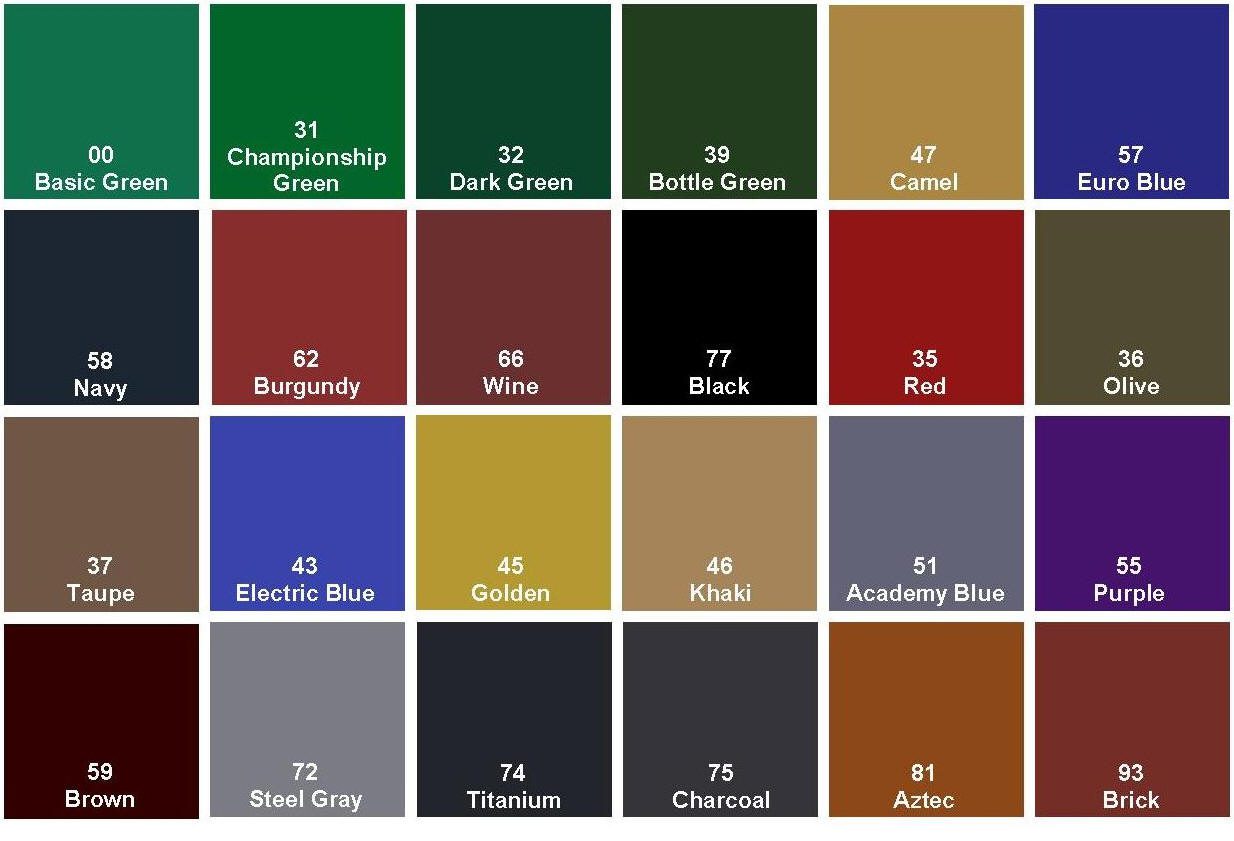 00
Basic Green
31
Championship
Green
32
Dark Green
39
Bottle Green
47
Camel
57
Euro Blue
58
Navy
62
Burgundy
66
Wine
77
Black
35
Red
36
Olive
37
Taupe
43
Electric Blue
45
Golden
46
Khaki
51
Academy Blue
55
Purple
59
Brown
72
Steel Gray
74
Titanium
75
Charcoal
81
Aztec
93
Brick